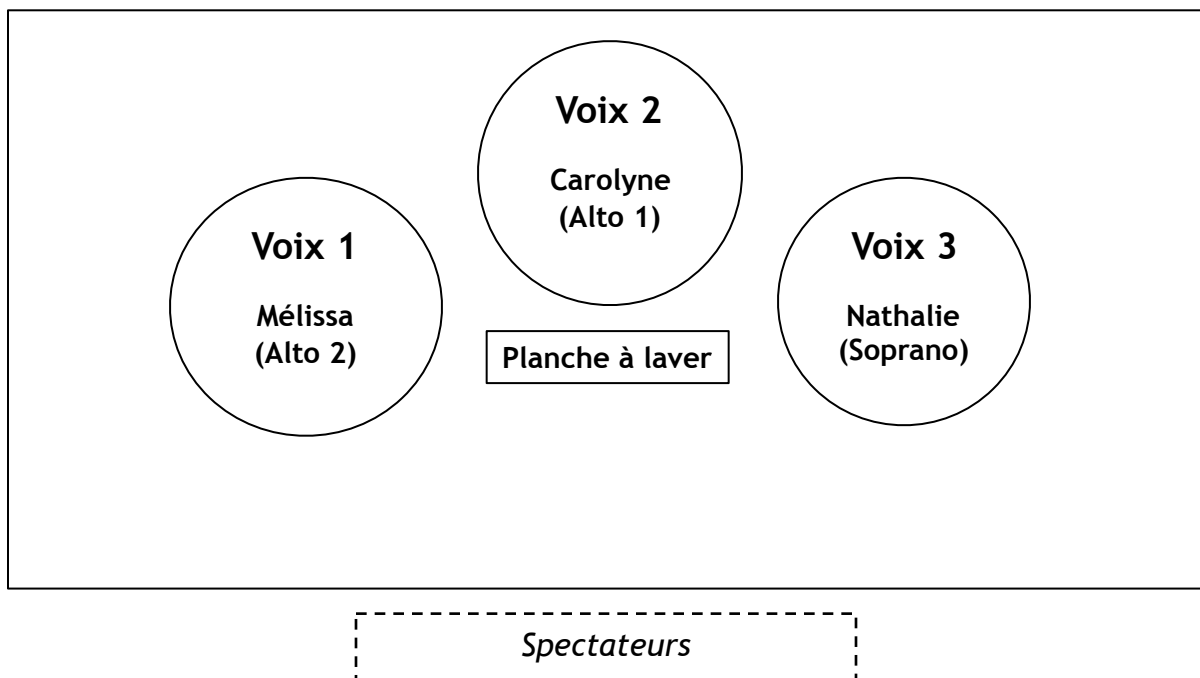 Voix 2
Carolyne
(Alto 1)
Voix 1
Mélissa
(Alto 2)
Voix 3
Nathalie
(Soprano)
Planche à laver
Spectateurs